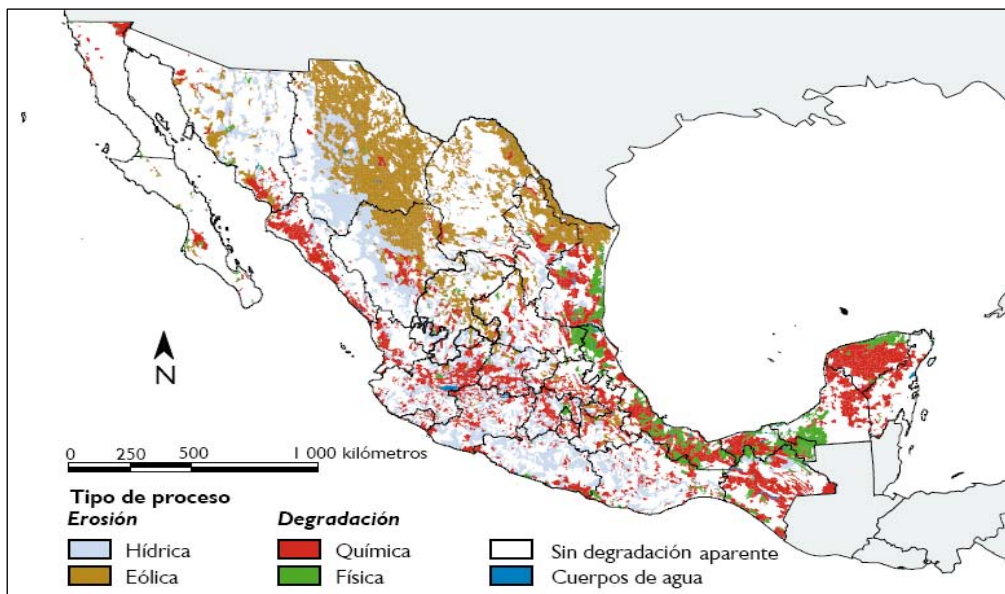 N
0 250 500 1 000 kilómetros
Tipo de proceso
Erosión Degradación
Hídrica Química Sin degradación aparente
Eólica Física Cuerpos de agua